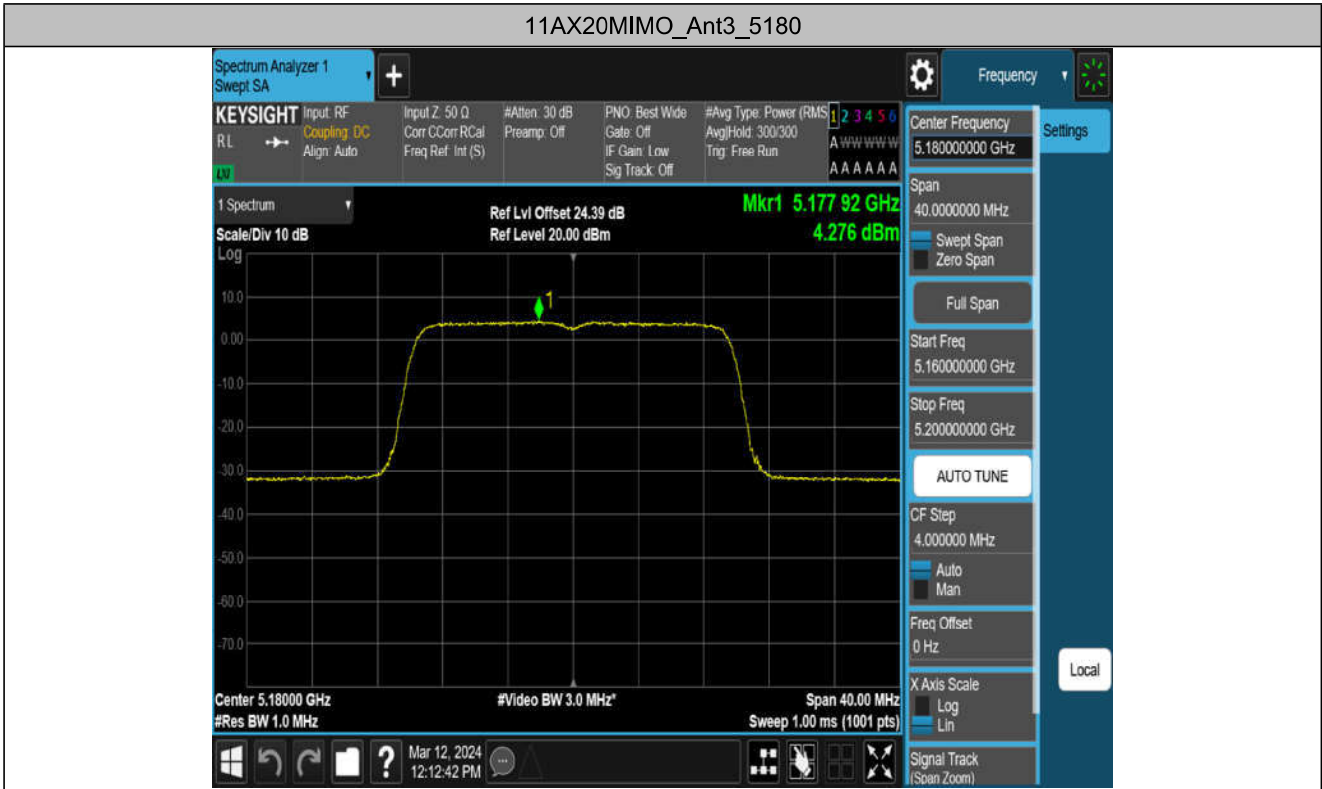 11AX20MIMO_Ant3_5180
Spectrum Analyzer 1
Swept SA
+
Frequency
KEYSIGHT
RL
Input: RF
Coupling: DC
Align: Auto
Input Z: 50 Ω
Corr CCorr RCal
Freq Ref: Int (S)
#Atten: 30 dB
Preamp: Off
PNO: Best Wide
Gate: Off
IF Gain: Low
Sig Track: Off
#Avg Type: Power (RMS
Avg|Hold: 300/300
Trig: Free Run
1 2 3 4 5 6
A W W W W W
A A A A A A
1 Spectrum
Scale/Div 10 dB
Log
Ref Lvl Offset 24.39 dB
Ref Level 20.00 dBm
Mkr1 5.177 92 GHz
4.276 dBm
1
10.0
0.00
-10.0
-20.0
-30.0
-40.0
-50.0
-60.0
-70.0
Center 5.18000 GHz
#Res BW 1.0 MHz
#Video BW 3.0 MHz*
Span 40.00 MHz
Sweep 1.00 ms (1001 pts)
Mar 12, 2024
12:12:42 PM
Center Frequency
5.180000000 GHz
Settings
Span
40.0000000 MHz
Swept Span
Zero Span
Full Span
Start Freq
5.160000000 GHz
Stop Freq
5.200000000 GHz
AUTO TUNE
CF Step
4.000000 MHz
Auto
Man
Freq Offset
0 Hz
X Axis Scale
Log
Lin
Local
Signal Track
(Span Zoom)